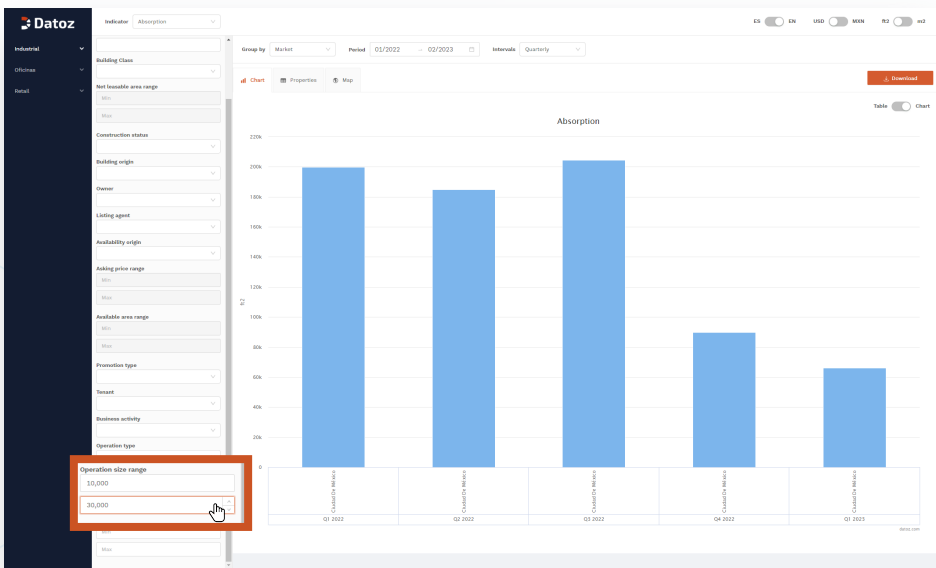 Datoz
Indicator
Absorption
ES
EN
USD
MXN
ft2
m2
Industrial
Oficinas
Retail
Building Class
Net leasable area range
Min
Max
Construction status
Building origin
Owner
Listing agent
Availability origin
Asking price range
Min
Max
Available area range
Min
Max
Promotion type
Tenant
Business activity
Operation type
Operation size range
10,000
30,000
Min
Max
Group by
Market
Period
01/2022
→
02/2023
Intervals
Quarterly
Chart
Properties
Map
Download
Table
Chart
Absorption
ft2
220k
200k
180k
160k
140k
120k
100k
80k
60k
40k
20k
0
Ciudad De México
Ciudad De México
Ciudad De México
Ciudad De México
Ciudad De México
Q1 2022
Q2 2022
Q3 2022
Q4 2022
Q1 2023
datoz.com